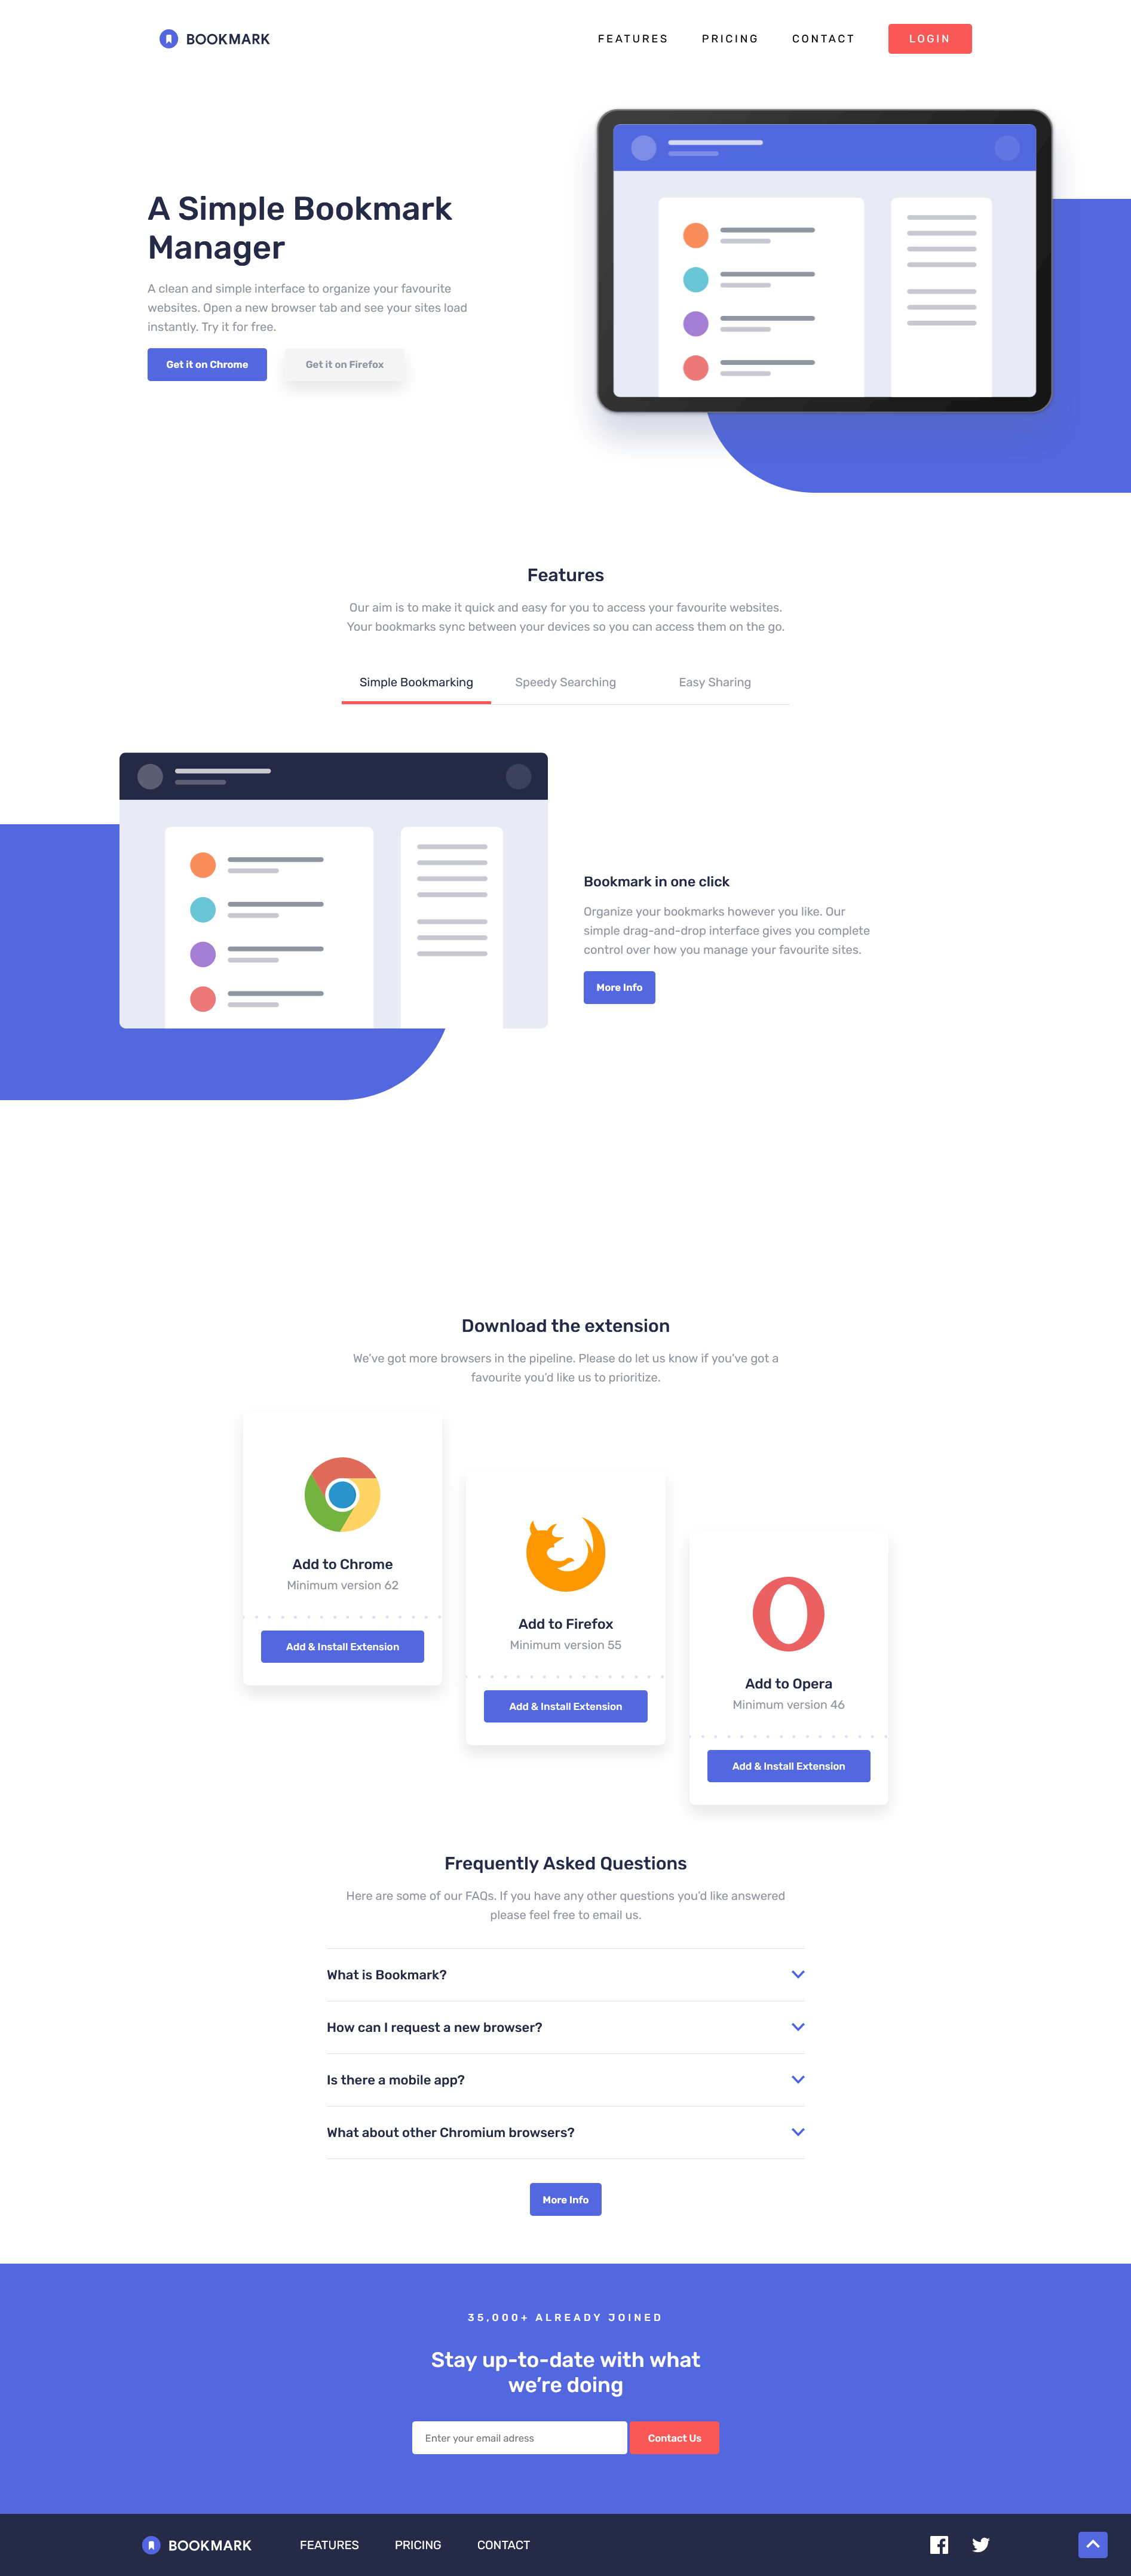 BOOKMARK
FEATURES PRICING CONTACT LOGIN
A Simple Bookmark
Manager
A clean and simple interface to organize your favourite
websites. Open a new browser tab and see your sites load
instantly. Try it for free.
Get it on Chrome Get it on Firefox
Features
Our aim is to make it quick and easy for you to access your favourite websites.
Your bookmarks sync between your devices so you can access them on the go.
Simple Bookmarking Speedy Searching Easy Sharing
Bookmark in one click
Organize your bookmarks however you like. Our
simple drag-and-drop interface gives you complete
control over how you manage your favourite sites.
More Info
Download the extension
We've got more browsers in the pipeline. Please do let us know if you've got a
favourite you'd like us to prioritize.
Add to Chrome
Minimum version 62
Add & Install Extension
Add to Firefox
Minimum version 55
Add & Install Extension
Add to Opera
Minimum version 46
Add & Install Extension
Frequently Asked Questions
Here are some of our FAQs. If you have any other questions you'd like answered
please feel free to email us.
What is Bookmark?
How can I request a new browser?
Is there a mobile app?
What about other Chromium browsers?
More Info
35,000+ ALREADY JOINED
Stay up-to-date with what
we're doing
Enter your email adress Contact Us
BOOKMARK FEATURES PRICING CONTACT